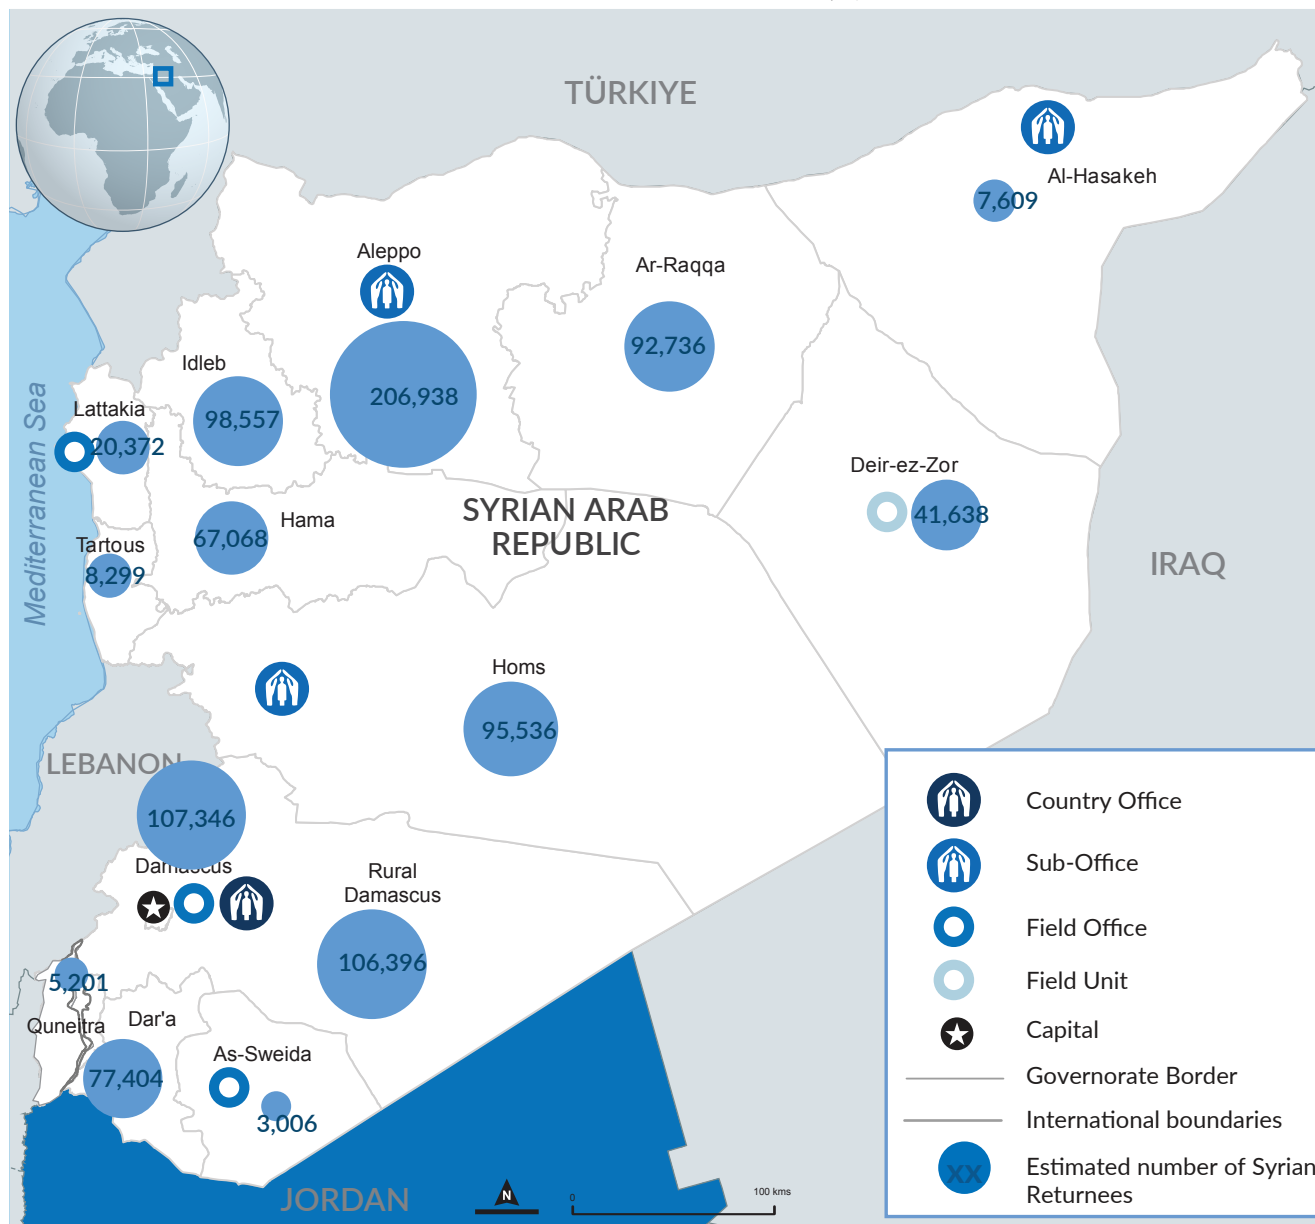 TÜRKIYE
Al-Hasakeh
7,609
Aleppo
206,938
Ar-Raqqa
92,736
Idleb
98,557
Lattakia
20,372
Mediterranean Sea
Deir-ez-Zor
41,638
Hama
67,068
SYRIAN ARAB
REPUBLIC
Tartous
8,299
IRAQ
Homs
95,536
LEBANON
107,346
Damascus
Rural
Damascus
106,396
5,201
Quneitra
Dar'a
77,404
As-Sweida
3,006
JORDAN
N
0
100 kms
Country Office
Sub-Office
Field Office
Field Unit
Capital
Governorate Border
International boundaries
XX
Estimated number of Syrian
Returnees